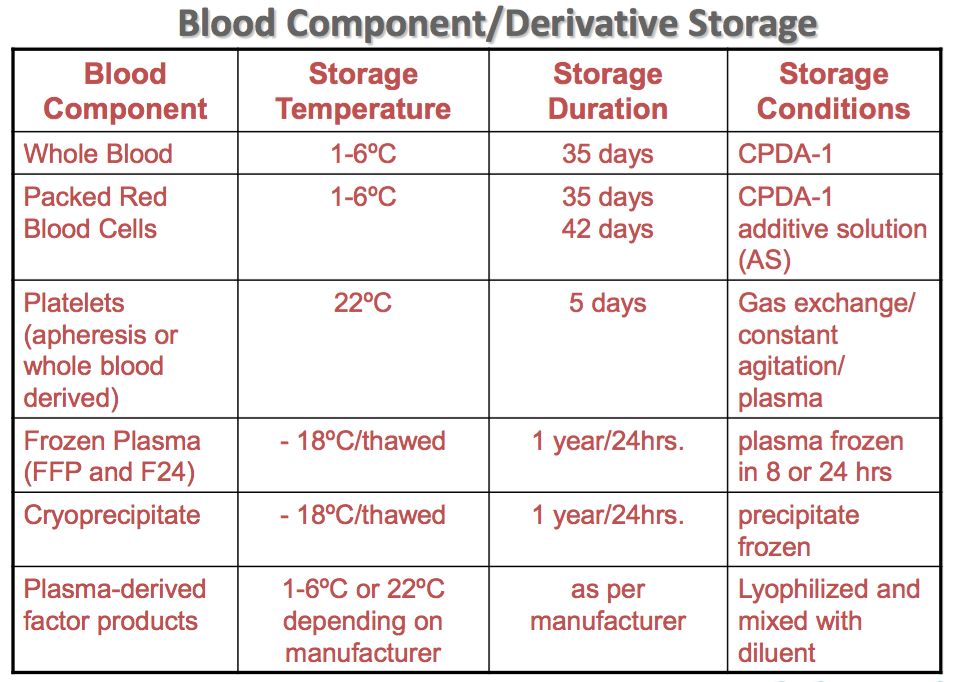 Blood Component/Derivative Storage
Blood Component | Storage Temperature | Storage Duration | Storage Conditions
Whole Blood | 1-6ºC | 35 days | CPDA-1
Packed Red Blood Cells | 1-6ºC | 35 days 42 days | CPDA-1 additive solution (AS)
Platelets (apheresis or whole blood derived) | 22ºC | 5 days | Gas exchange/ constant agitation/ plasma
Frozen Plasma (FFP and F24) | - 18ºC/thawed | 1 year/24hrs. | plasma frozen in 8 or 24 hrs
Cryoprecipitate | - 18ºC/thawed | 1 year/24hrs. | precipitate frozen
Plasma-derived factor products | 1-6ºC or 22ºC depending on manufacturer | as per manufacturer | Lyophilized and mixed with diluent